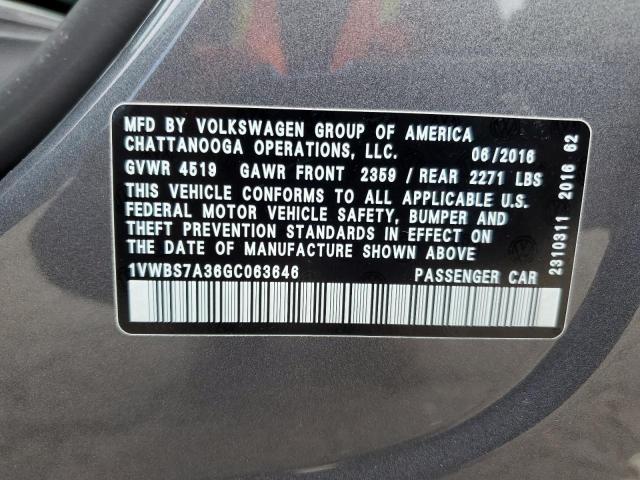 MFD BY VOLKSWAGEN GROUP OF AMERICA
CHATTANOOGA OPERATIONS, LLC. 06/2016
GVWR 4519 GAWR FRONT 2359 / REAR 2271 LBS
THIS VEHICLE CONFORMS TO ALL APPLICABLE U.S.
FEDERAL MOTOR VEHICLE SAFETY, BUMPER AND
THEFT PREVENTION STANDARDS IN EFFECT ON
THE DATE OF MANUFACTURE SHOWN ABOVE
1VWBS7A36GC063646 PASSENGER CAR
2310311 2016 62